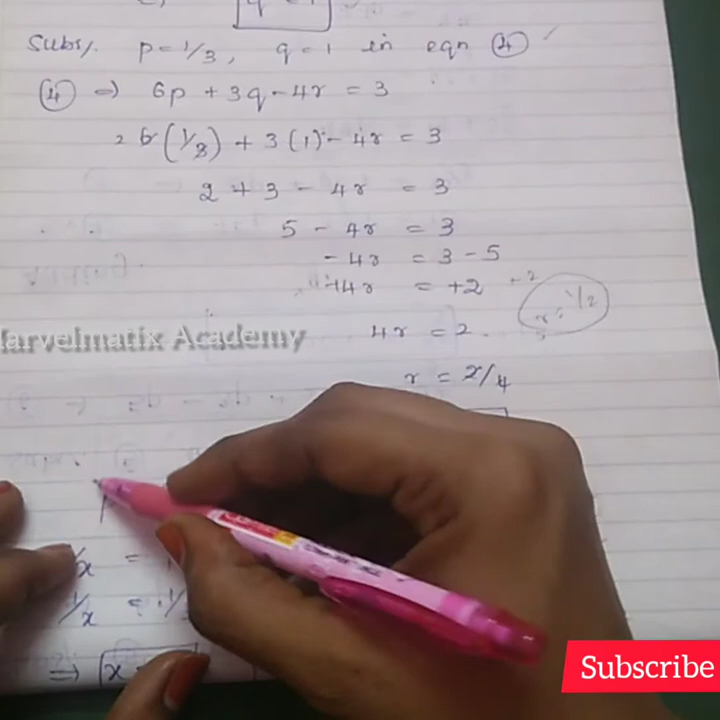 q = 1
Subs/. p = 1/3, q = 1 in eqn (4)
(4) => 6p + 3q - 4r = 3
6 (1/3) + 3 (1) - 4r = 3
2 + 3 - 4r = 3
5 - 4r = 3
- 4r = 3 - 5
4r = +2
r = 1/2
4r = 2.
arvelmatix Academy
r = 2/4
1/x = 1/
=> x
Subscribe